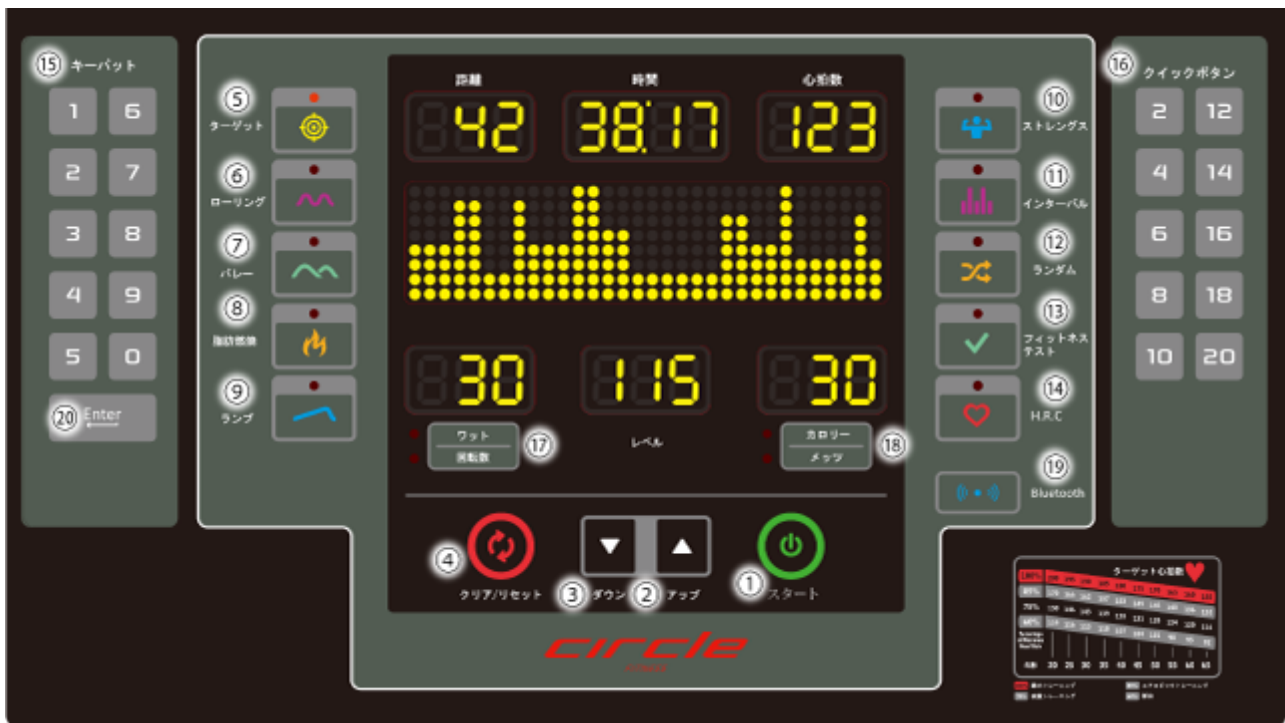 ⑮ キーパット
1 6
2 7
3 8
4 9
5 0
⑳ Enter
⑤
ターゲット
⑥
ローリング
⑦
バレー
⑧
脂肪燃焼
⑨
ランプ
距離 時間 心拍数
42 38:17 123
30 115 30
ワット
回転数
⑰
レベル
カロリー
メッツ
⑱
④
クリア/リセット
③ ダウン
② アップ
①
スタート
circle
⑩
ストレングス
⑪
インターバル
⑫
ランダム
⑬
フィットネス
テスト
⑭
H.R.C
⑲
Bluetooth
⑯ クイックボタン
2 12
4 14
6 16
8 18
10 20
ターゲット心拍数
100%
70%
20 25 30 35 40 45 50 55 60 65